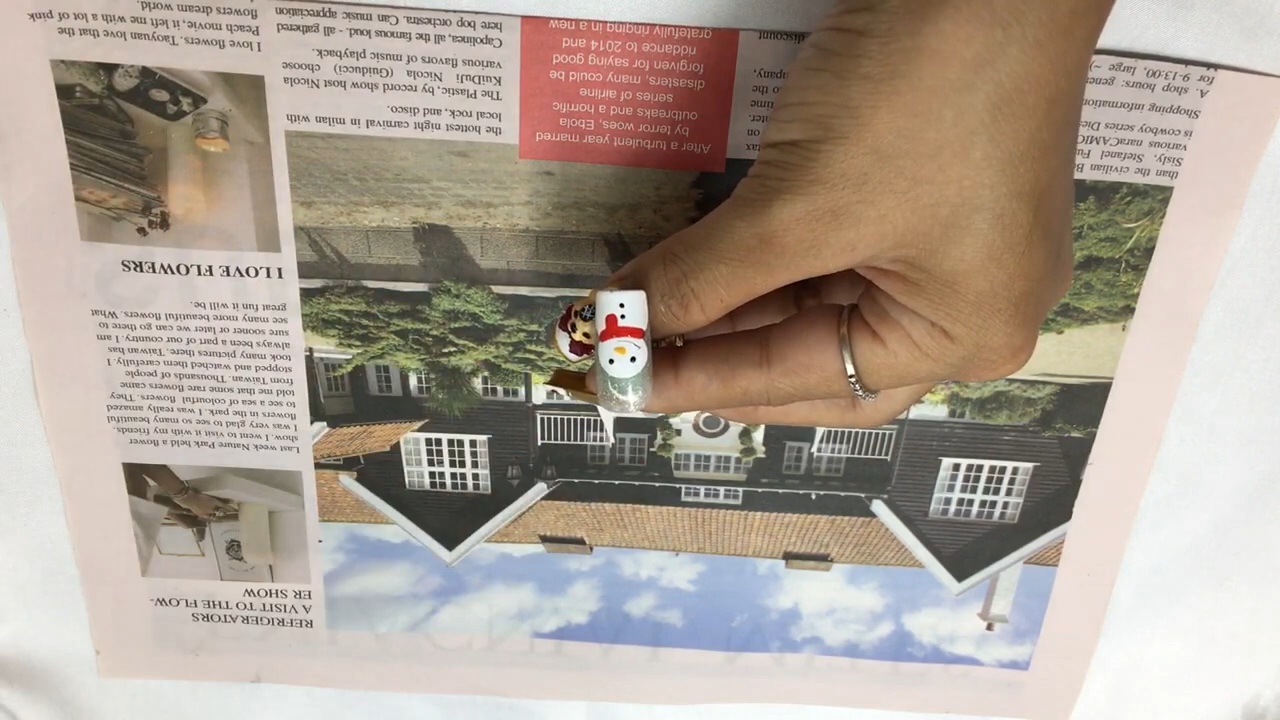 REFRIGERATORS
A VISIT TO THE FLOW-
ER SHOW
Last week Nature Park held a flower
show. I went to visit it with my friends.
I was very glad to see so many beautiful
flowers in the park. I was really amazed
to see a sea of colourful flowers. They
told me that some rare flowers came
from Taiwan. Thousands of people
stopped and watched them carefully. I
took many pictures there. Taiwan has
always been a part of our country. I am
sure sooner or later we can go there to
see many more beautiful flowers. What
great fun it will be.
I LOVE FLOWERS
I love flowers. Taoyuan love that the
Peach movie, it left me with a lot of pink
flowers dream world.
than the civilian
Sisly. Stefanel
various naraCAMIC
is cowboy series
Shopping information
A. shop hours:
for 9-13:00, large
tax
on
time
to the
-discount
After a turbulent year marred
by terror woes, Ebola
outbreaks and a horrific
series of airline
disasters, many could be
forgiven for saying good
riddance to 2014 and
gratefully ringing in a new
the hottest night carnival in milan with
local rock, and disco.
The Plastic, by record show host Nicola
Kuibuli Nicola (Guiducci) choose
various flavors of music playback.
Capoinea, all the famous loud. - all gathered
here bop orchestra. Can music appreciation